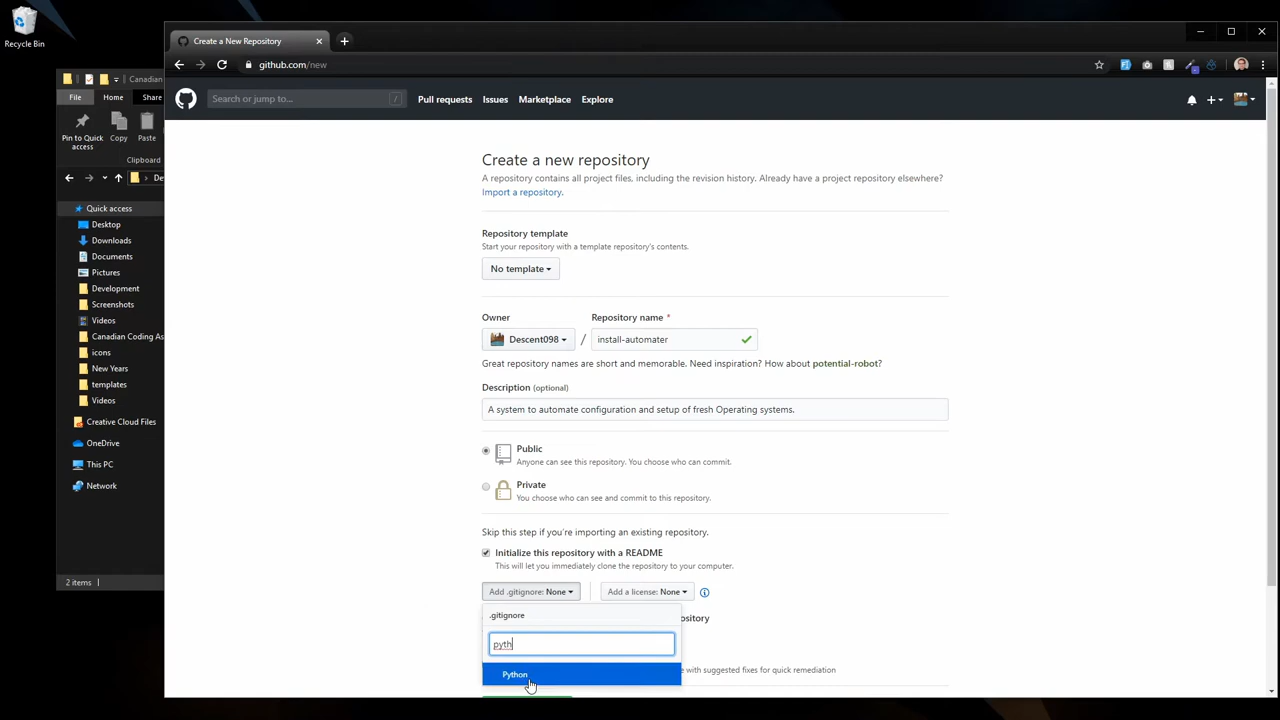 Recycle Bin
Create a New Repository
github.com/new
Canadian
File
Home
Share
Pin to Quick
access
Copy
Paste
Clipboard
De
Quick access
Desktop
Downloads
Documents
Pictures
Development
Screenshots
Videos
Canadian Coding As
icons
New Years
templates
Videos
Creative Cloud Files
OneDrive
This PC
Network
2 items
Search or jump to...
/
Pull requests
Issues
Marketplace
Explore
Create a new repository
A repository contains all project files, including the revision history. Already have a project repository elsewhere?
Import a repository.
Repository template
Start your repository with a template repository's contents.
No template
Owner
Repository name *
Descent098
/
install-automater
Great repository names are short and memorable. Need inspiration? How about potential-robot?
Description (optional)
A system to automate configuration and setup of fresh Operating systems.
Public
Anyone can see this repository. You choose who can commit.
Private
You choose who can see and commit to this repository.
Skip this step if you're importing an existing repository.
Initialize this repository with a README
This will let you immediately clone the repository to your computer.
Add .gitignore: None
Add a license: None
.gitignore
ository
pyth
with suggested fixes for quick remediation
Python